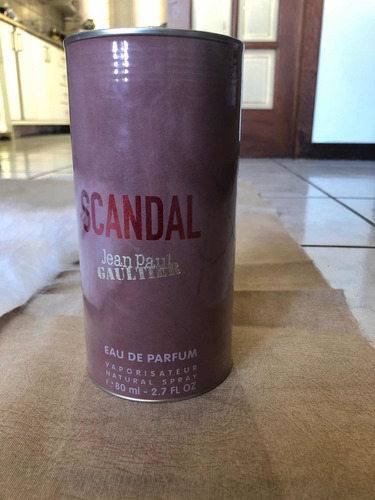 SCANDAL
Jean Paul
GAULTIER
EAU DE PARFUM
VAPORISATEUR
NATURAL SPRAY
80 ml - 2.7 FL OZ